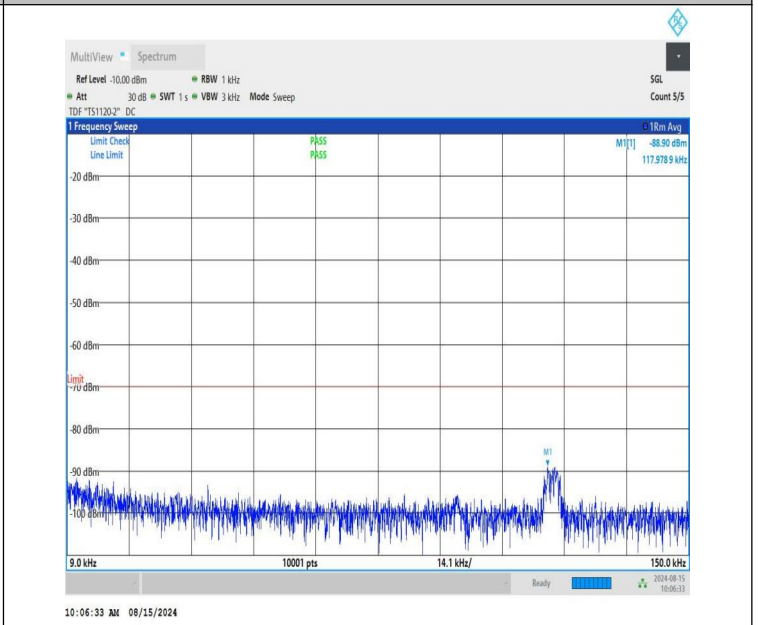 MultiView Spectrum
Ref Level -10.00 dBm RBW 1 kHz SGL
Att 30 dB SWT 1 s VBW 3 kHz Mode Sweep Count 5/5
TDF "TS1120-2" DC
1 Frequency Sweep 1Rm Avg
Limit Check PASS M1[1] -88.90 dBm
Line Limit PASS 117.978 9 kHz
-20 dBm
-30 dBm
-40 dBm
-50 dBm
-60 dBm
Limit
-70 dBm
-80 dBm
M1
-90 dBm
-100 dBm
9.0 kHz 10001 pts 14.1 kHz/ 150.0 kHz
Ready 2024-08-15
10:06:33
10:06:33 AM 08/15/2024